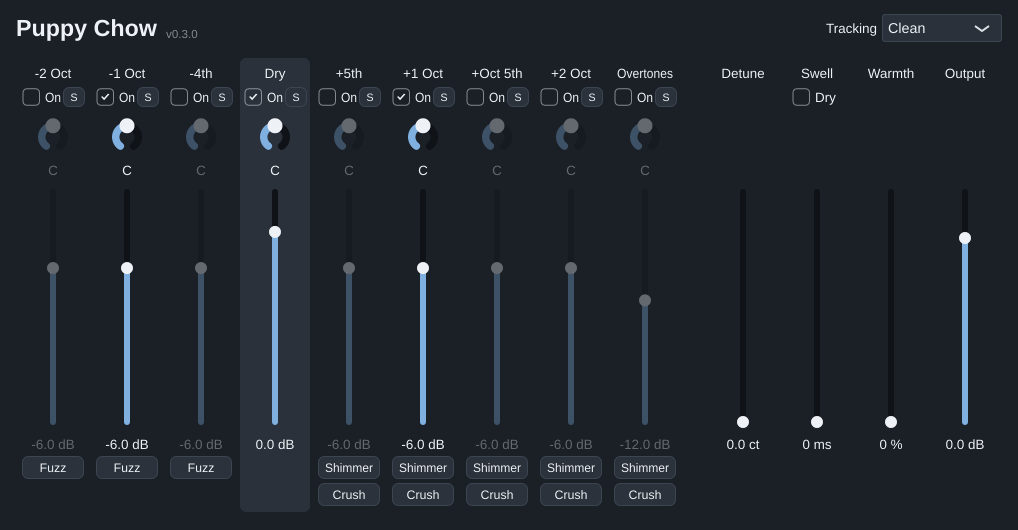 Puppy Chow v0.3.0 Tracking Clean
-2 Oct -1 Oct -4th Dry +5th +1 Oct +Oct 5th +2 Oct Overtones Detune Swell Warmth Output
On S On S On S On S On S On S On S On S On S Dry
C C C C C C C C C
-6.0 dB -6.0 dB -6.0 dB 0.0 dB -6.0 dB -6.0 dB -6.0 dB -6.0 dB -12.0 dB 0.0 ct 0 ms 0 % 0.0 dB
Fuzz Fuzz Fuzz Shimmer Shimmer Shimmer Shimmer Shimmer
Crush Crush Crush Crush Crush